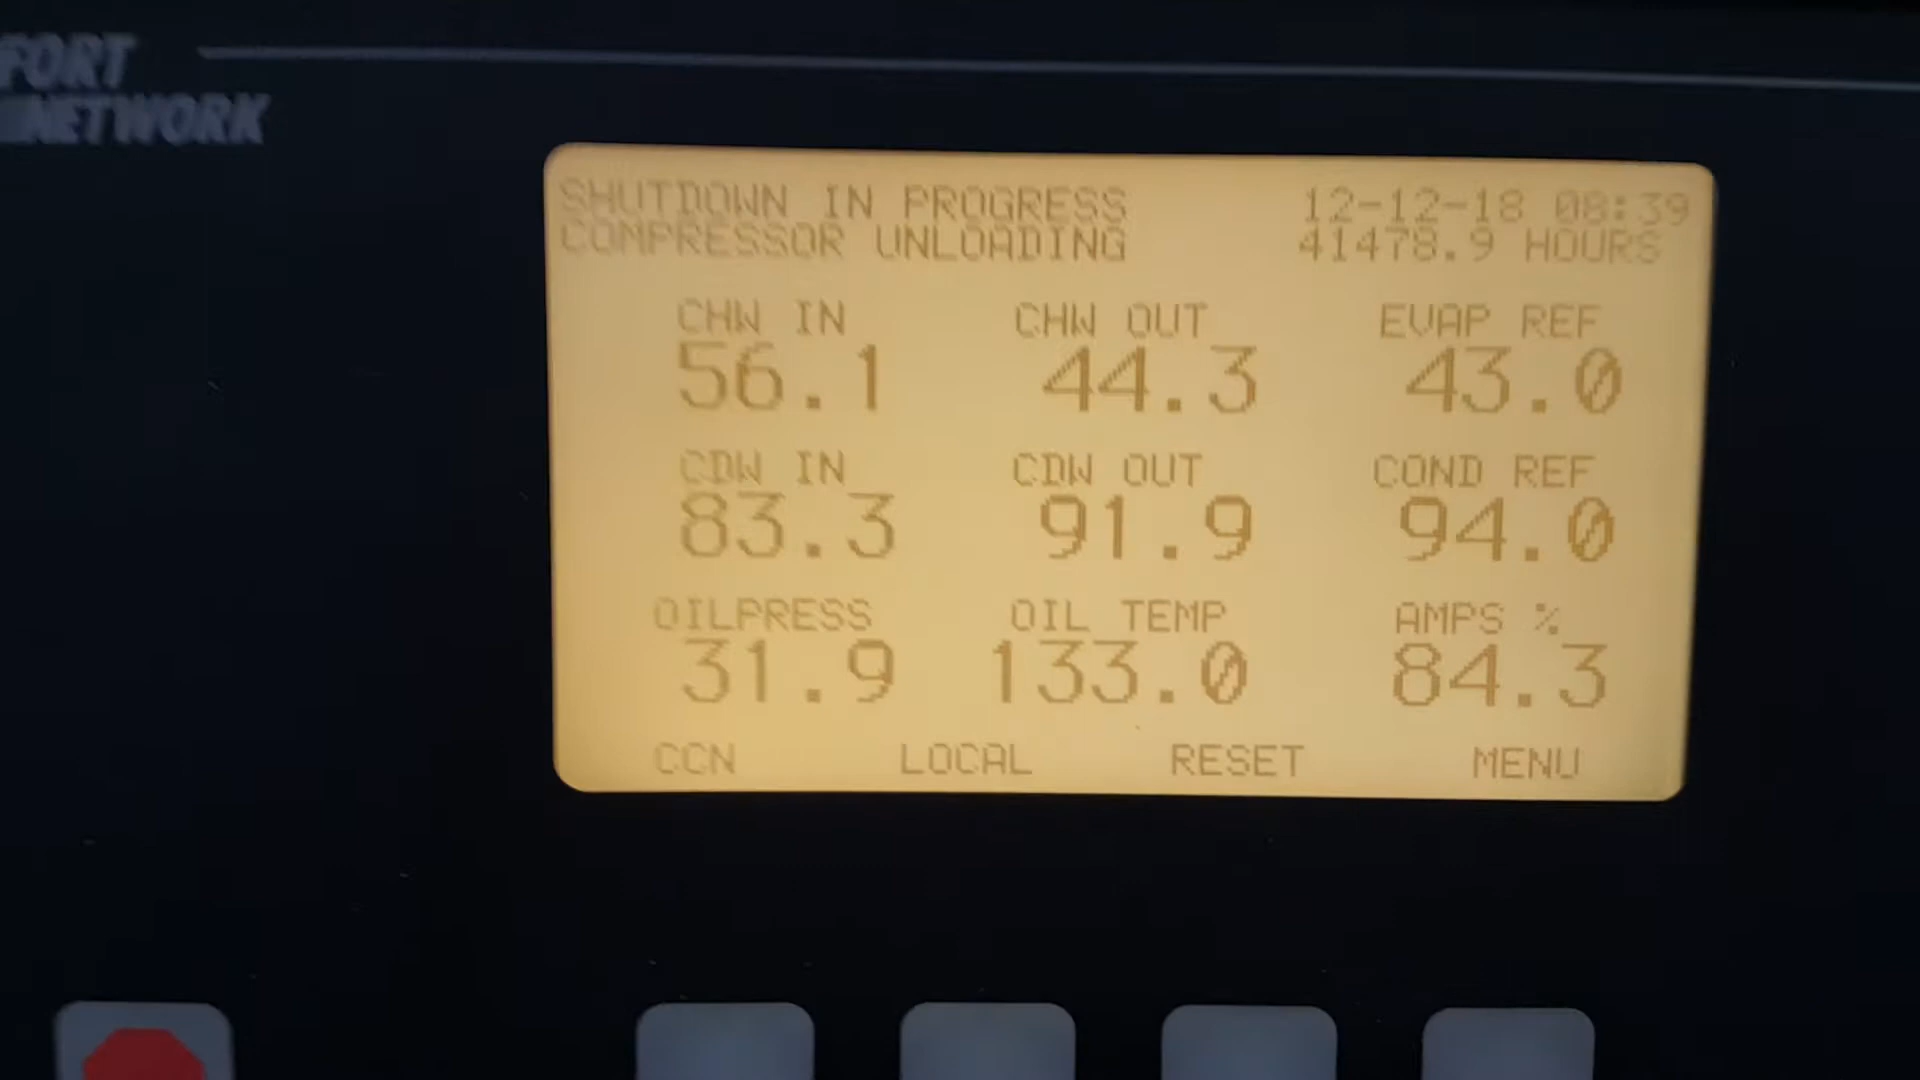 FORT
NETWORK
SHUTDOWN IN PROGRESS 12-12-18 08:39
COMPRESSOR UNLOADING 41478.9 HOURS
CHW IN CHW OUT EVAP REF
56.1 44.3 43.0
CDW IN CDW OUT COND REF
83.3 91.9 94.0
OILPRESS OIL TEMP AMPS %
31.9 133.0 84.3
CCN LOCAL RESET MENU